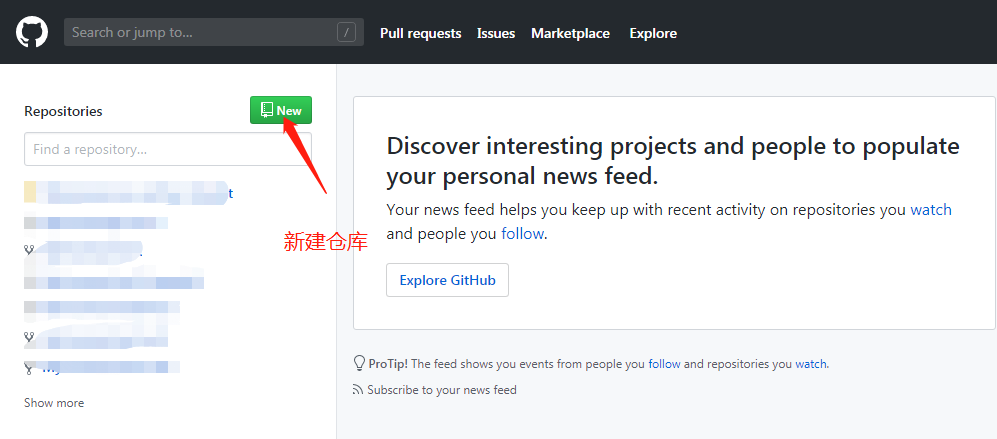 Search or jump to...
/
Pull requests
Issues
Marketplace
Explore
Repositories
New
Find a repository...
新建仓库
Show more
Discover interesting projects and people to populate
your personal news feed.
Your news feed helps you keep up with recent activity on repositories you watch
and people you follow.
Explore GitHub
ProTip! The feed shows you events from people you follow and repositories you watch.
Subscribe to your news feed